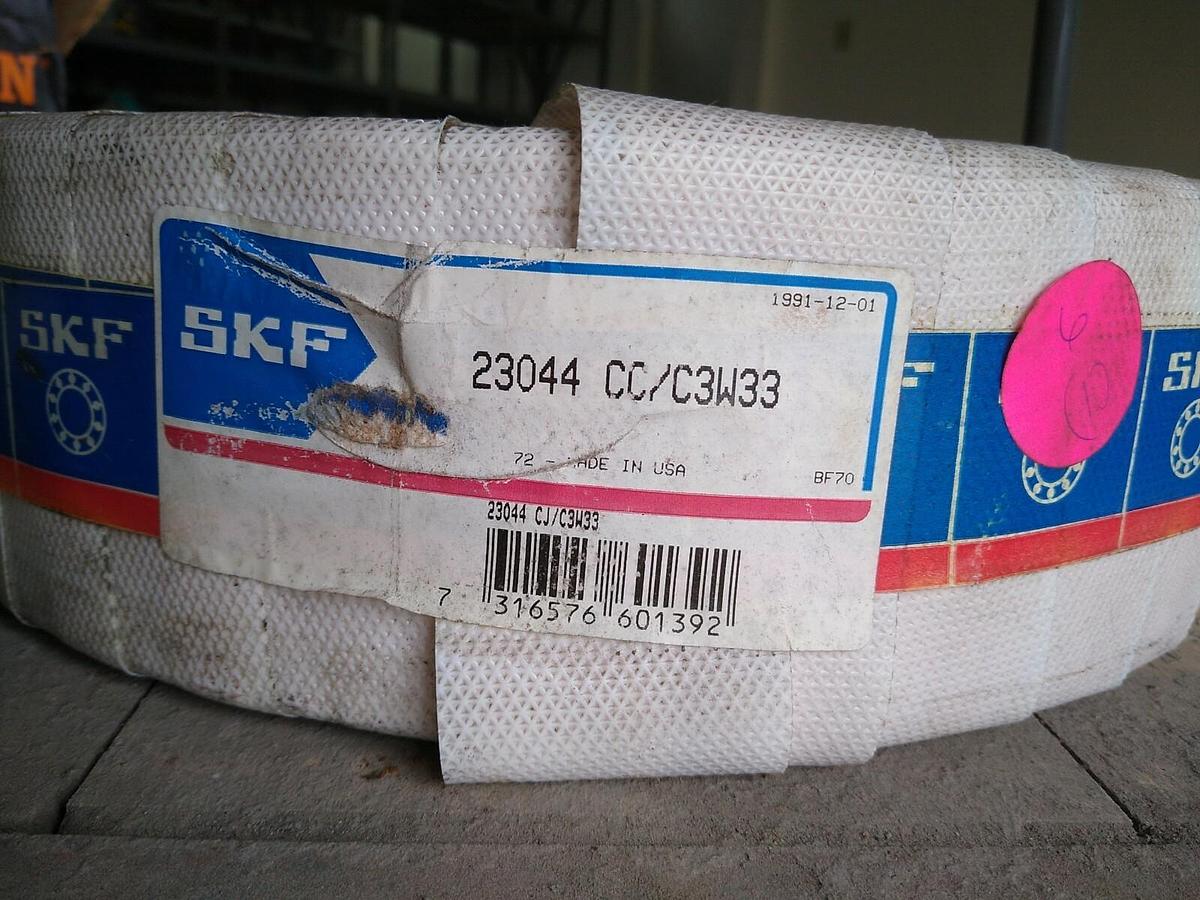 N
SKF
SKF
1991-12-01
23044 CC/C3W33
72 - MADE IN USA
BF70
23044 CJ/C3W33
7 316576 601392
6